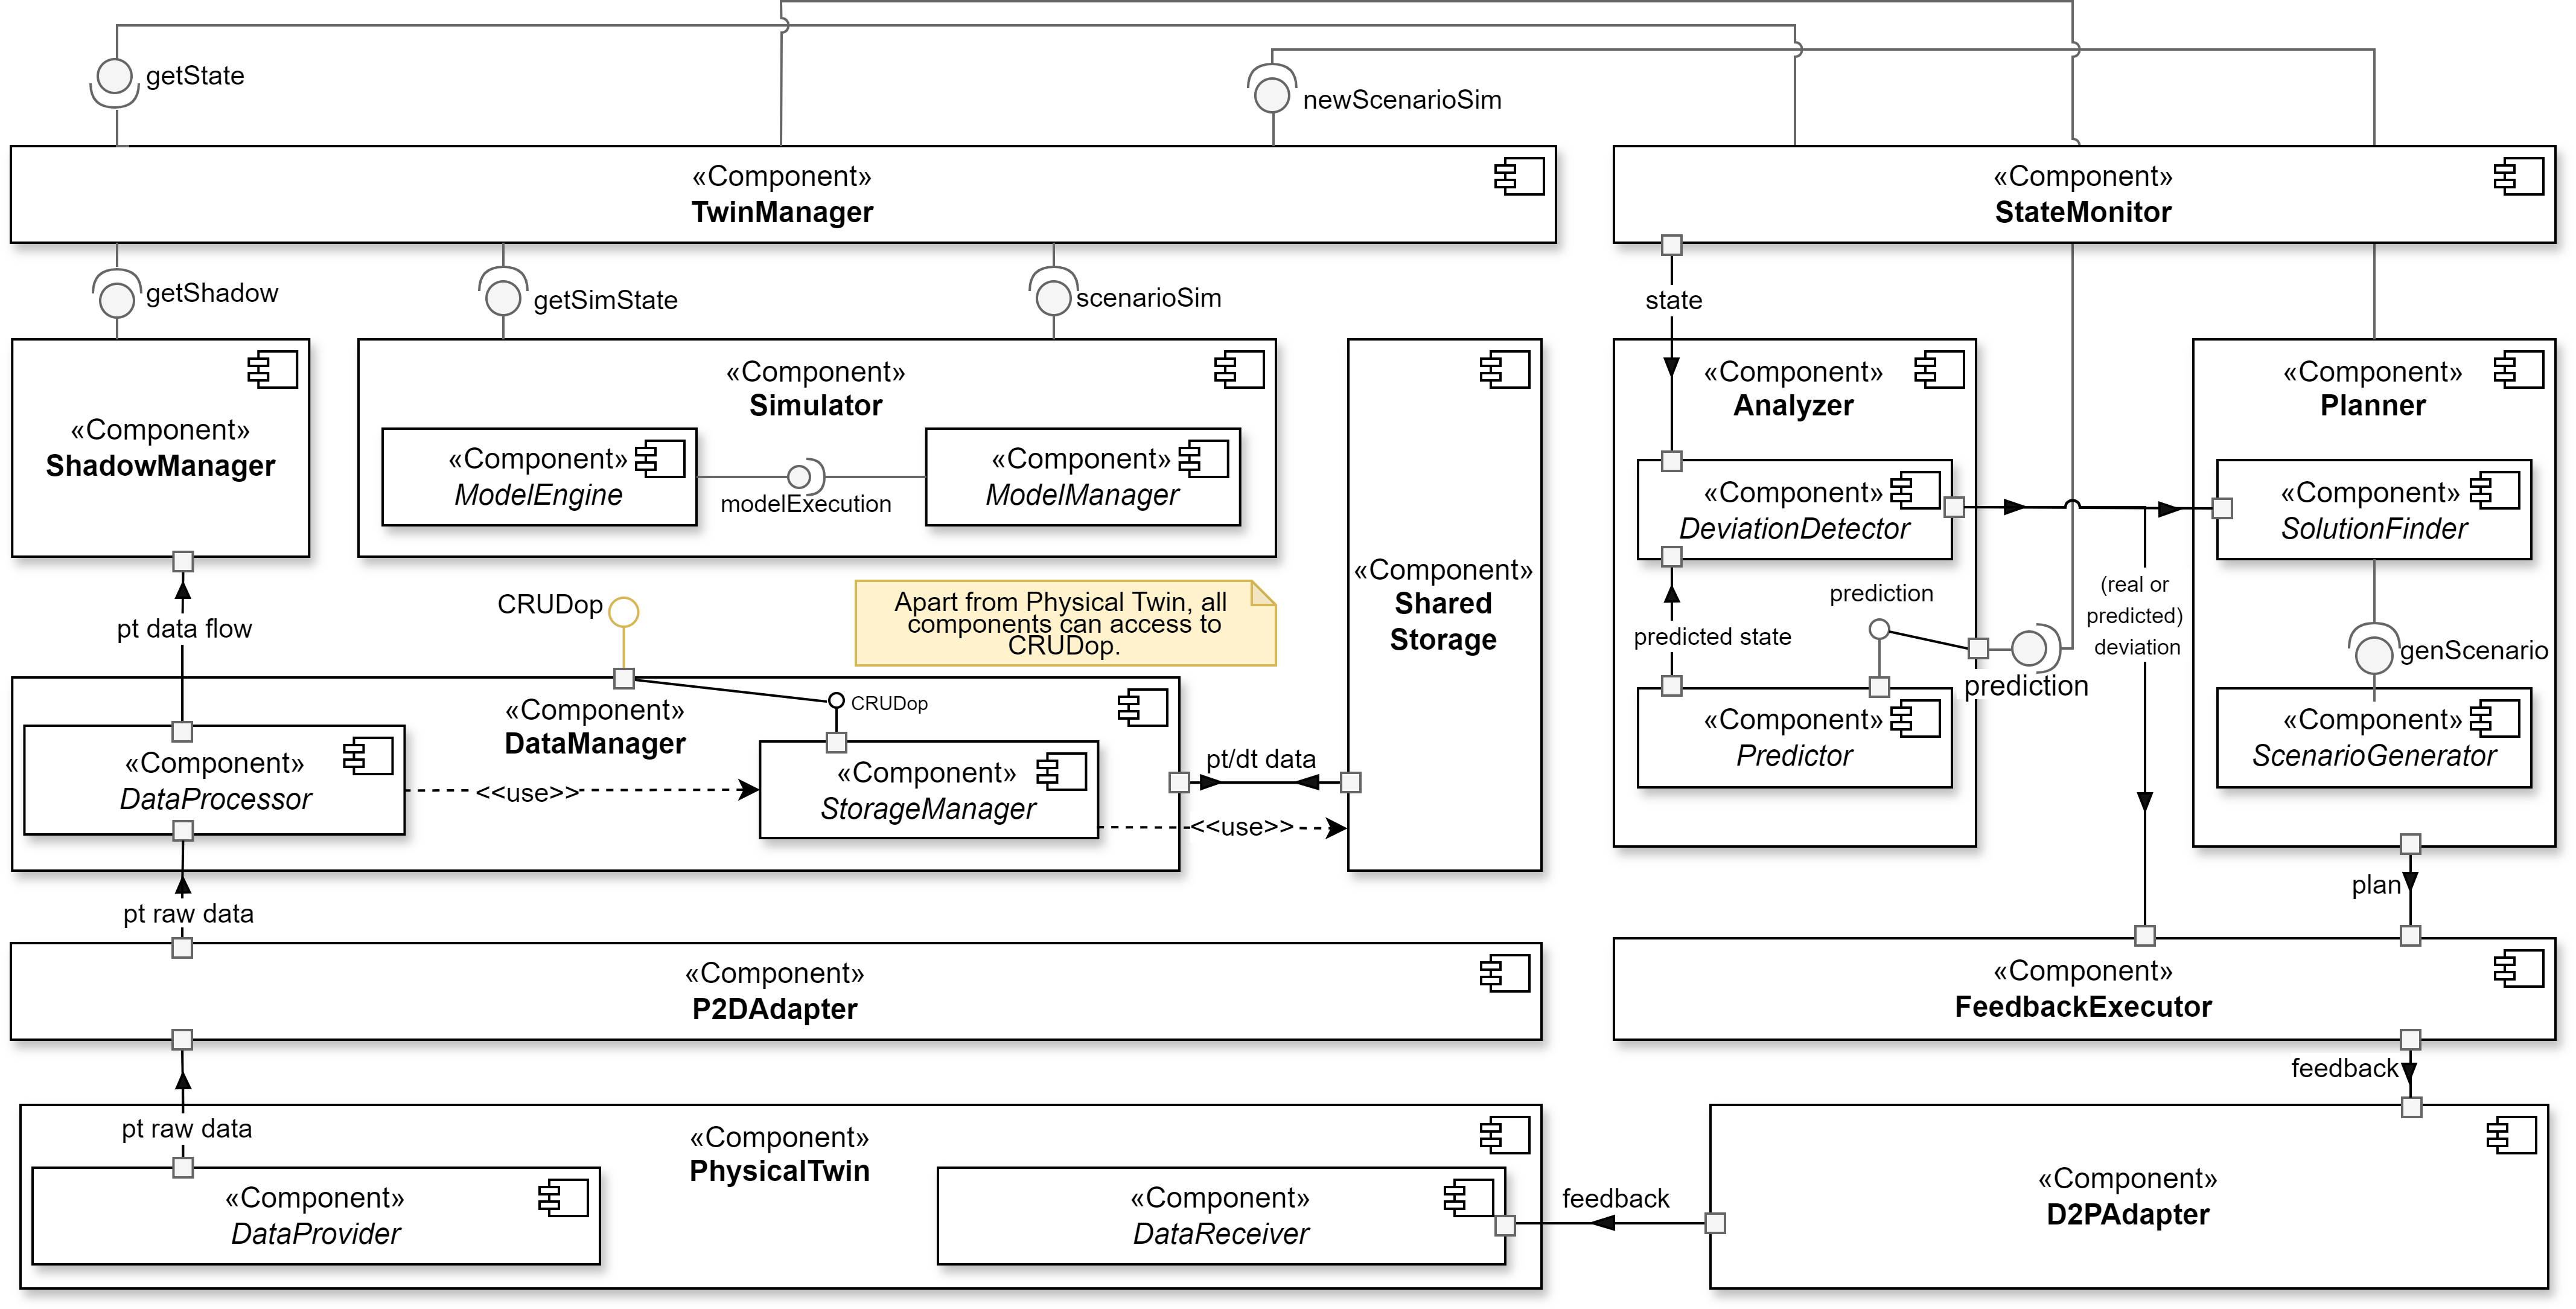 getState
newScenarioSim
«Component»
TwinManager
«Component»
StateMonitor
getShadow
getSimState
scenarioSim
state
«Component»
ShadowManager
«Component»
Simulator
«Component»
ModelEngine
modelExecution
«Component»
ModelManager
«Component»
Shared
Storage
«Component»
Analyzer
«Component»
DeviationDetector
predicted state
prediction
prediction
«Component»
Predictor
(real or
predicted)
deviation
«Component»
Planner
«Component»
SolutionFinder
genScenario
«Component»
ScenarioGenerator
pt data flow
CRUDop
Apart from Physical Twin, all
components can access to
CRUDop.
«Component»
DataManager
CRUDop
«Component»
DataProcessor
<<use>>
«Component»
StorageManager
pt/dt data
<<use>>
pt raw data
plan
«Component»
P2DAdapter
«Component»
FeedbackExecutor
pt raw data
feedback
«Component»
PhysicalTwin
«Component»
DataProvider
«Component»
DataReceiver
feedback
«Component»
D2PAdapter